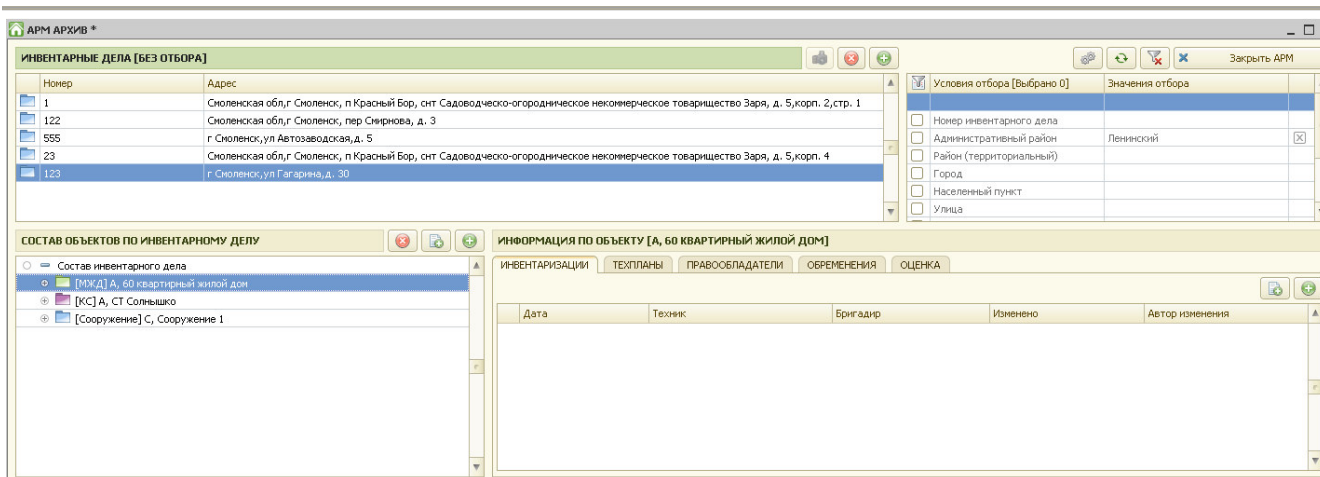 АРМ АРХИВ *
ИНВЕНТАРНЫЕ ДЕЛА [БЕЗ ОТБОРА]
Закрыть АРМ
Номер Адрес
1 Смоленская обл,г Смоленск, п Красный Бор, снт Садоводческо-огородническое некоммерческое товарищество Заря, д. 5,корп. 2,стр. 1
122 Смоленская обл,г Смоленск, пер Смирнова, д. 3
555 г Смоленск,ул Автозаводская,д. 5
23 Смоленская обл,г Смоленск, п Красный Бор, снт Садоводческо-огородническое некоммерческое товарищество Заря, д. 5,корп. 4
123 г Смоленск,ул Гагарина,д. 30
Условия отбора [Выбрано 0] Значения отбора
Номер инвентарного дела
Административный район Ленинский
Район (территориальный)
Город
Населенный пункт
Улица
СОСТАВ ОБЪЕКТОВ ПО ИНВЕНТАРНОМУ ДЕЛУ
Состав инвентарного дела
[МЖД] А, 60 квартирный жилой дом
[КС] А, СТ Солнышко
[Сооружение] С, Сооружение 1
ИНФОРМАЦИЯ ПО ОБЪЕКТУ [А, 60 КВАРТИРНЫЙ ЖИЛОЙ ДОМ]
ИНВЕНТАРИЗАЦИИ ТЕХПЛАНЫ ПРАВООБЛАДАТЕЛИ ОБРЕМЕНЕНИЯ ОЦЕНКА
Дата Техник Бригадир Изменено Автор изменения